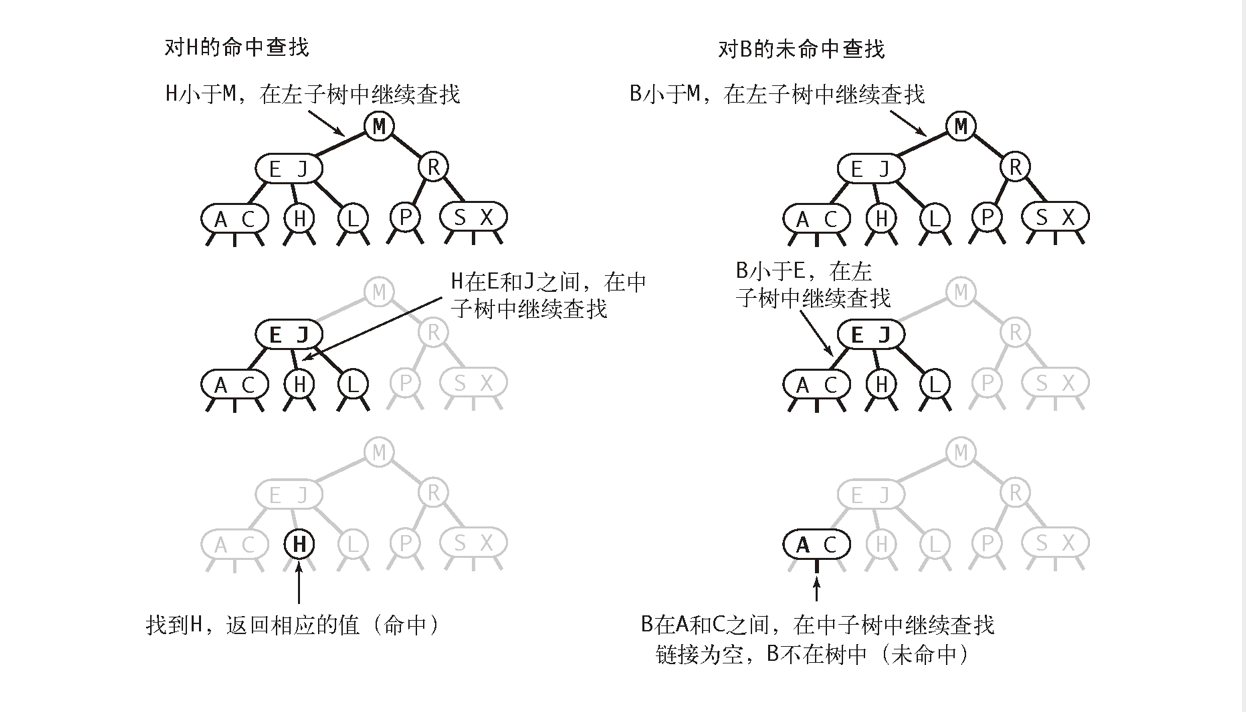 对H的命中查找
H小于M，在左子树中继续查找
M
E J
R
A C
H
L
P
S X
H在E和J之间，在中
子树中继续查找
M
E J
R
A C
H
L
P
S X
M
E J
R
A C
H
L
P
S X
找到H，返回相应的值（命中）
对B的未命中查找
B小于M，在左子树中继续查找
M
E J
R
A C
H
L
P
S X
B小于E，在左
子树中继续查找
M
E J
R
A C
H
L
P
S X
M
E J
R
A C
H
L
P
S X
B在A和C之间，在中子树中继续查找
链接为空，B不在树中（未命中）